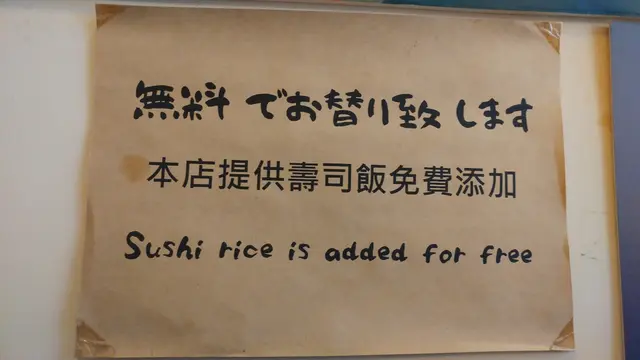 無料でお替り致します
本店提供壽司飯免費添加
Sushi rice is added for free